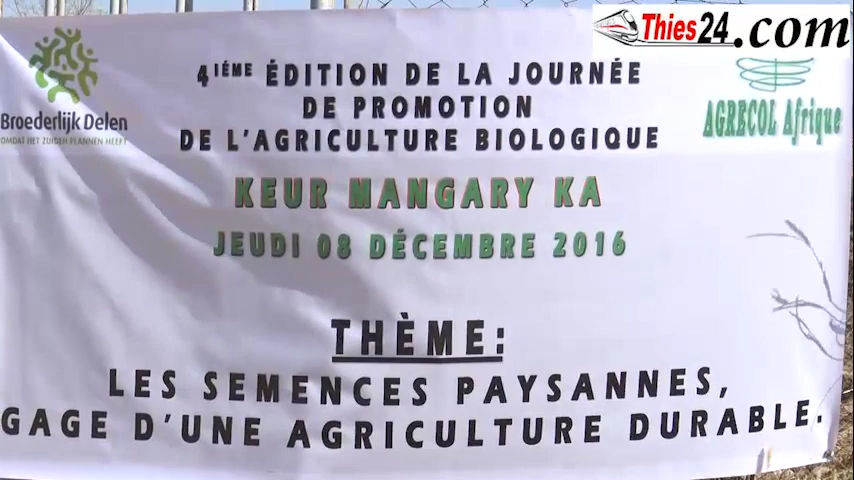 Thies24.com
Broederlijk Delen
OMDAT HET ZUIDEN PLANNEN HEEFT
AGRECOL Afrique
4IÉME ÉDITION DE LA JOURNÉE
DE PROMOTION
DE L'AGRICULTURE BIOLOGIQUE
KEUR MANGARY KA
JEUDI 08 DÉCEMBRE 2016
THÈME:
LES SEMENCES PAYSANNES,
GAGE D'UNE AGRICULTURE DURABLE.